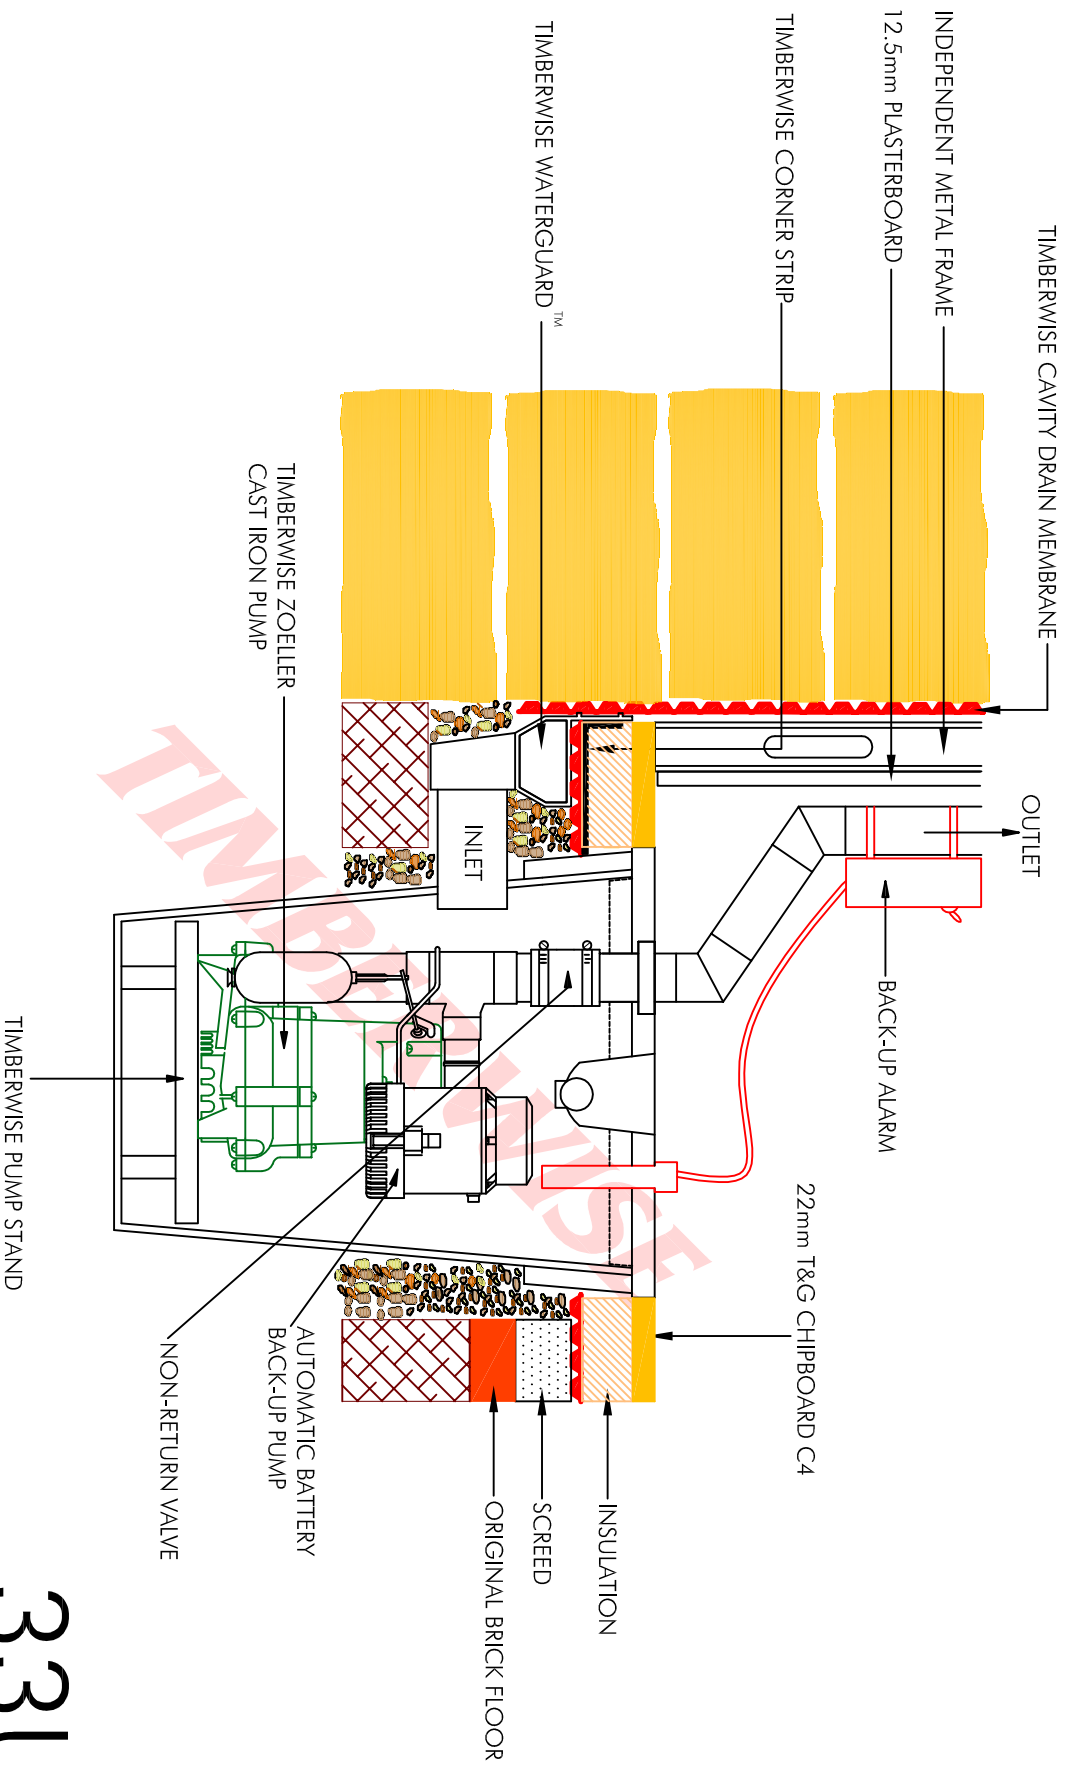 TIMBERWISE CAVITY DRAIN MEMBRANE
INDEPENDENT METAL FRAME
12.5mm PLASTERBOARD
TIMBERWISE CORNER STRIP
TIMBERWISE WATERGUARD™
TIMBERWISE ZOELLER
CAST IRON PUMP
OUTLET
INLET
BACK-UP ALARM
22mm T&G CHIPBOARD C4
INSULATION
SCREED
ORIGINAL BRICK FLOOR
AUTOMATIC BATTERY
BACK-UP PUMP
NON-RETURN VALVE
TIMBERWISE PUMP STAND
TIMBERWISE